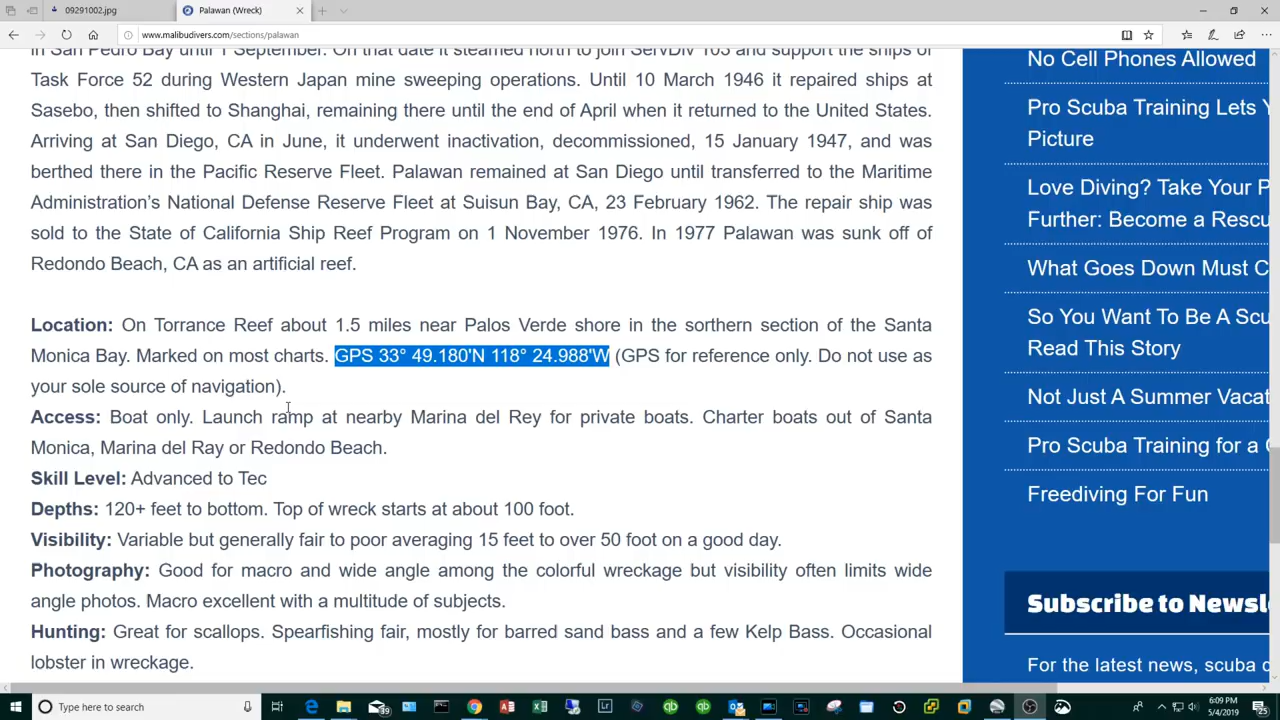 09291002.jpg
Palawan (Wreck)
www.malibudivers.com/sections/palawan
in San Pedro Bay until 1 September. On that date it steamed north to join ServDiv 103 and support the ships of
Task Force 52 during Western Japan mine sweeping operations. Until 10 March 1946 it repaired ships at
Sasebo, then shifted to Shanghai, remaining there until the end of April when it returned to the United States.
Arriving at San Diego, CA in June, it underwent inactivation, decommissioned, 15 January 1947, and was
berthed there in the Pacific Reserve Fleet. Palawan remained at San Diego until transferred to the Maritime
Administration’s National Defense Reserve Fleet at Suisun Bay, CA, 23 February 1962. The repair ship was
sold to the State of California Ship Reef Program on 1 November 1976. In 1977 Palawan was sunk off of
Redondo Beach, CA as an artificial reef.
Location: On Torrance Reef about 1.5 miles near Palos Verde shore in the sorthern section of the Santa
Monica Bay. Marked on most charts. GPS 33° 49.180'N 118° 24.988'W (GPS for reference only. Do not use as
your sole source of navigation).
Access: Boat only. Launch ramp at nearby Marina del Rey for private boats. Charter boats out of Santa
Monica, Marina del Ray or Redondo Beach.
Skill Level: Advanced to Tec
Depths: 120+ feet to bottom. Top of wreck starts at about 100 foot.
Visibility: Variable but generally fair to poor averaging 15 feet to over 50 foot on a good day.
Photography: Good for macro and wide angle among the colorful wreckage but visibility often limits wide
angle photos. Macro excellent with a multitude of subjects.
Hunting: Great for scallops. Spearfishing fair, mostly for barred sand bass and a few Kelp Bass. Occasional
lobster in wreckage.
No Cell Phones Allowed
Pro Scuba Training Lets Y
Picture
Love Diving? Take Your P
Further: Become a Rescu
What Goes Down Must C
So You Want To Be A Scu
Read This Story
Not Just A Summer Vacat
Pro Scuba Training for a
Freediving For Fun
Subscribe to Newsl
For the latest news, scuba d
Type here to search
39
6:09 PM
5/4/2019
25